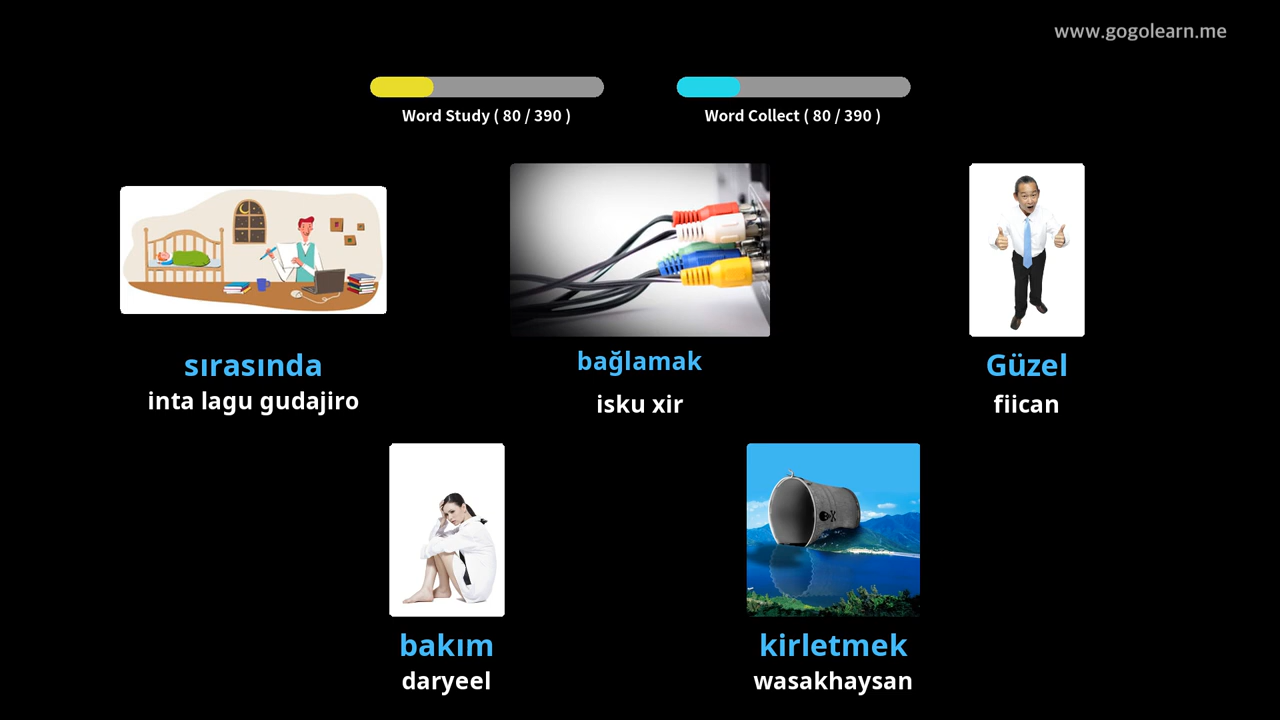 www.gogolearn.me
Word Study ( 80 / 390 )
Word Collect ( 80 / 390 )
sırasında
inta lagu gudajiro
bağlamak
isku xir
Güzel
fiican
bakım
daryeel
kirletmek
wasakhaysan